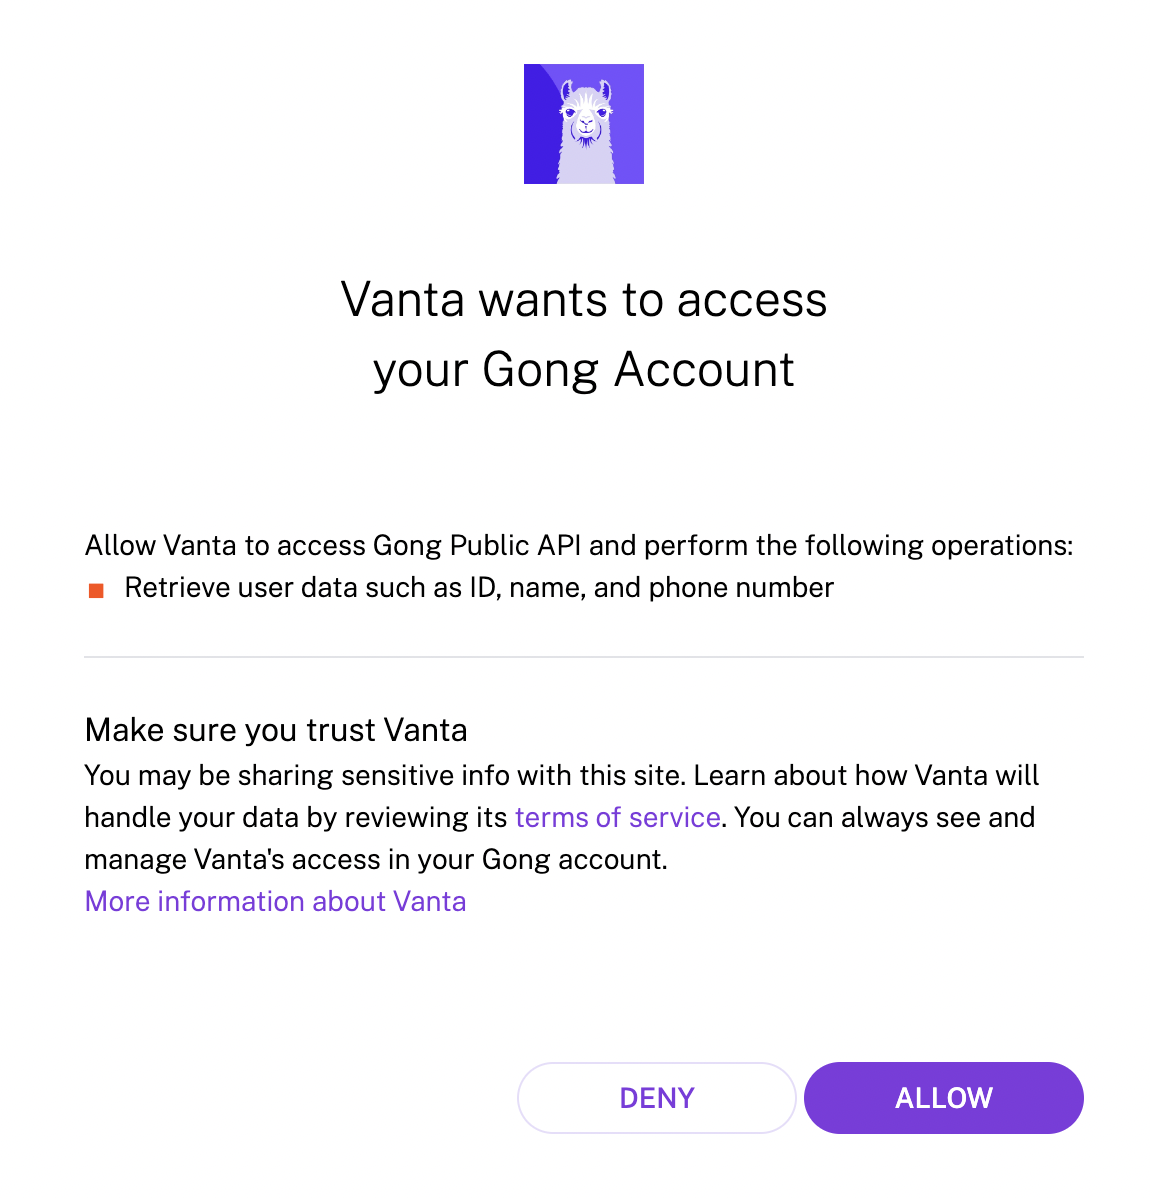 Vanta wants to access
your Gong Account
Allow Vanta to access Gong Public API and perform the following operations:
Retrieve user data such as ID, name, and phone number
Make sure you trust Vanta
You may be sharing sensitive info with this site. Learn about how Vanta will
handle your data by reviewing its terms of service. You can always see and
manage Vanta's access in your Gong account.
More information about Vanta
DENY
ALLOW